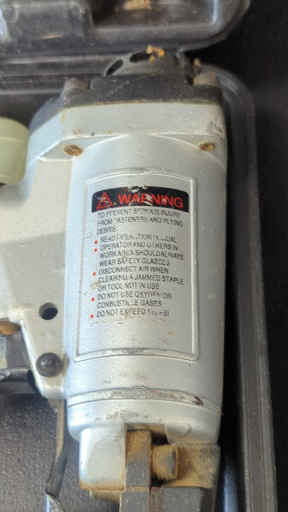 WARNING
TO PREVENT SERIOUS INJURY
FROM FASTENERS AND FLYING
DEBRIS:
• READ INSTRUCTION MANUAL
• OPERATOR AND OTHERS IN
WORK AREA SHOULD ALWAYS
WEAR SAFETY GLASSES
• DISCONNECT AIR WHEN
CLEARING A JAMMED STAPLE
OR TOOL NOT IN USE
• DO NOT USE OXYGEN OR
COMBUSTABLE GASES
• DO NOT EXCEED